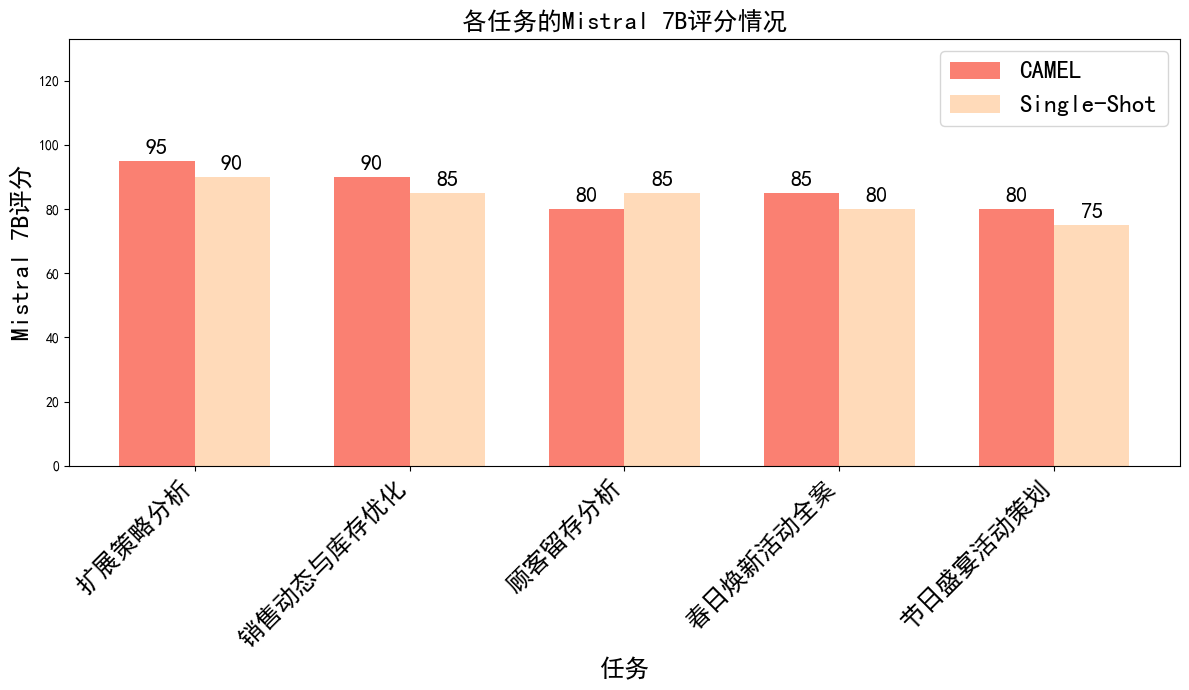 各任务的Mistral 7B评分情况
CAMEL
Single-Shot
Mistral 7B评分
120
100
80
60
40
20
0
95
90
90
85
80
85
85
80
80
75
扩展策略分析
销售动态与库存优化
顾客留存分析
春日焕新活动全案
节日盛宴活动策划
任务